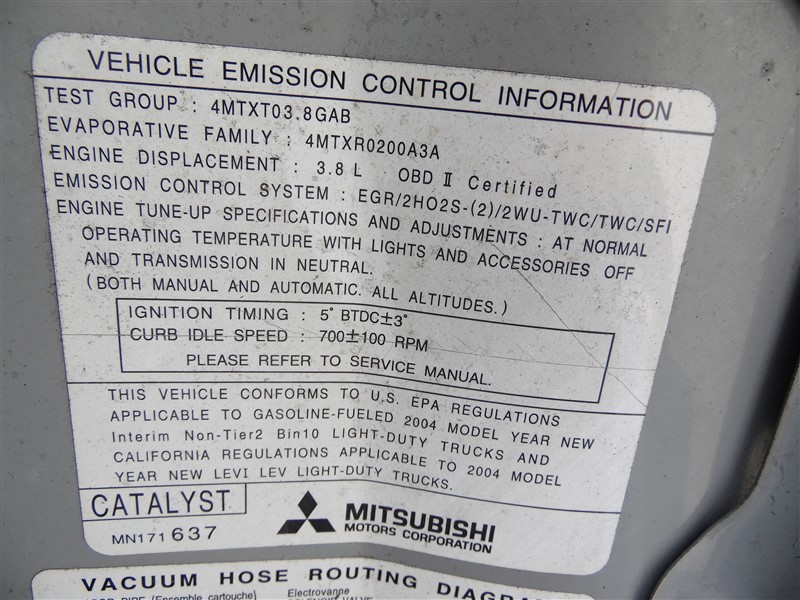 VEHICLE EMISSION CONTROL INFORMATION
TEST GROUP : 4MTXT03.8GAB
EVAPORATIVE FAMILY : 4MTXR0200A3A
ENGINE DISPLACEMENT : 3.8 L OBD Ⅱ Certified
EMISSION CONTROL SYSTEM : EGR/2HO2S-(2)/2WU-TWC/TWC/SFI
ENGINE TUNE-UP SPECIFICATIONS AND ADJUSTMENTS : AT NORMAL
OPERATING TEMPERATURE WITH LIGHTS AND ACCESSORIES OFF
AND TRANSMISSION IN NEUTRAL.
(BOTH MANUAL AND AUTOMATIC. ALL ALTITUDES.)
IGNITION TIMING : 5° BTDC±3°
CURB IDLE SPEED : 700±100 RPM
PLEASE REFER TO SERVICE MANUAL.
THIS VEHICLE CONFORMS TO U.S. EPA REGULATIONS
APPLICABLE TO GASOLINE-FUELED 2004 MODEL YEAR NEW
Interim Non-Tier2 Bin10 LIGHT-DUTY TRUCKS AND
CALIFORNIA REGULATIONS APPLICABLE TO 2004 MODEL
YEAR NEW LEVI LEV LIGHT-DUTY TRUCKS.
CATALYST
MN171637
MITSUBISHI
MOTORS CORPORATION
VACUUM HOSE ROUTING DIAGRAM
(Ensemble cartouche) Electrovanne